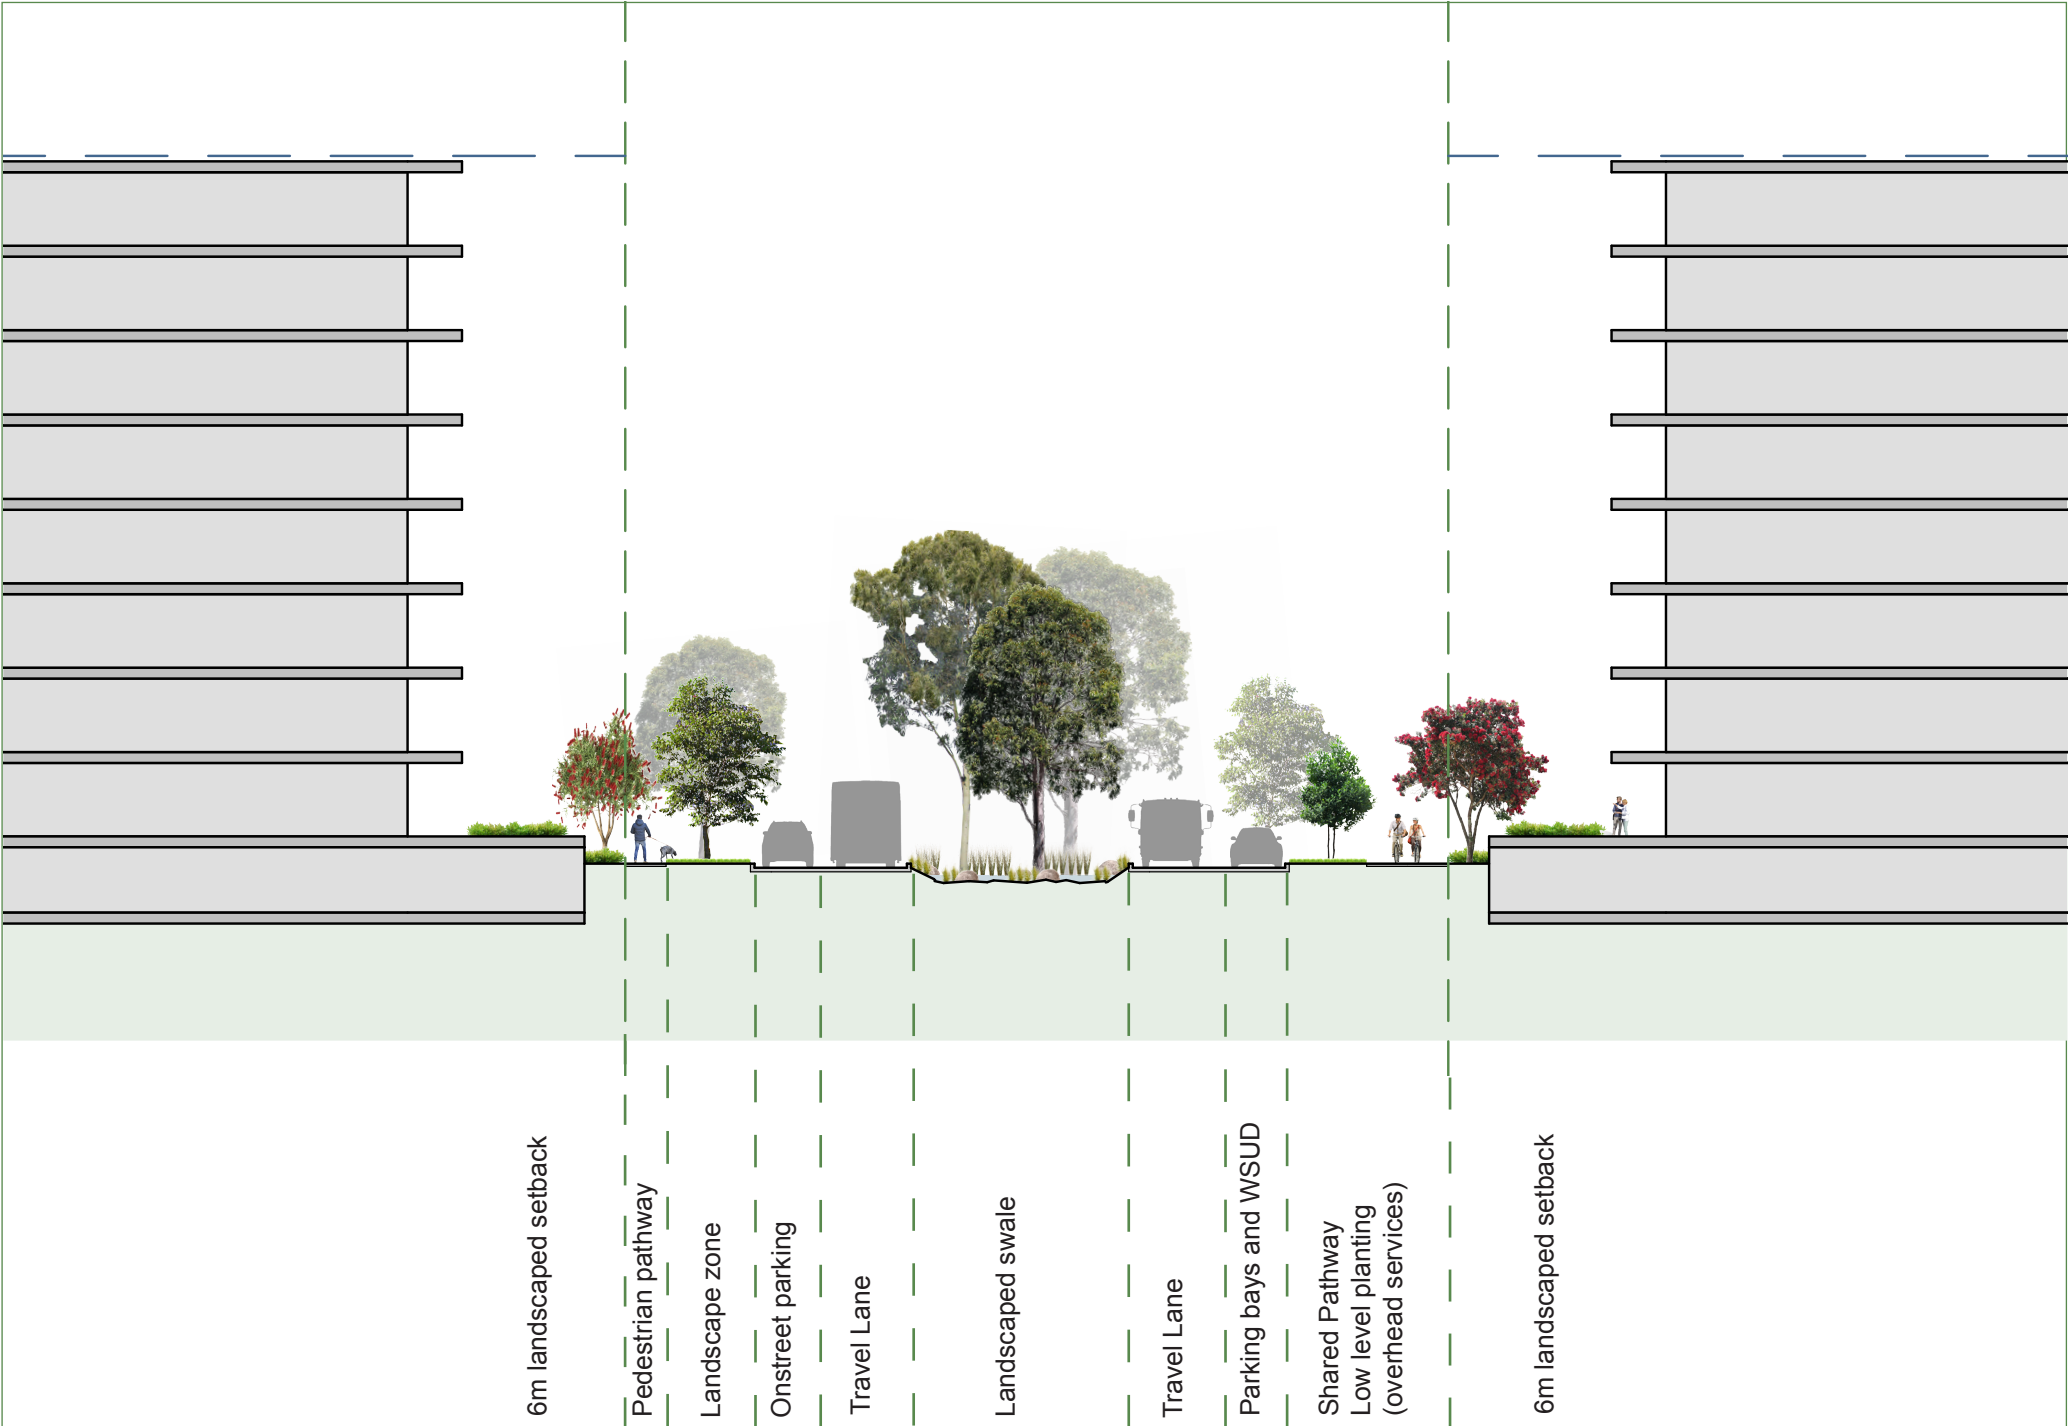 6m landscaped setback
Pedestrian pathway
Landscape zone
Onstreet parking
Travel Lane
Landscaped swale
Travel Lane
Parking bays and WSUD
Shared Pathway
Low level planting
(overhead services)
6m landscaped setback